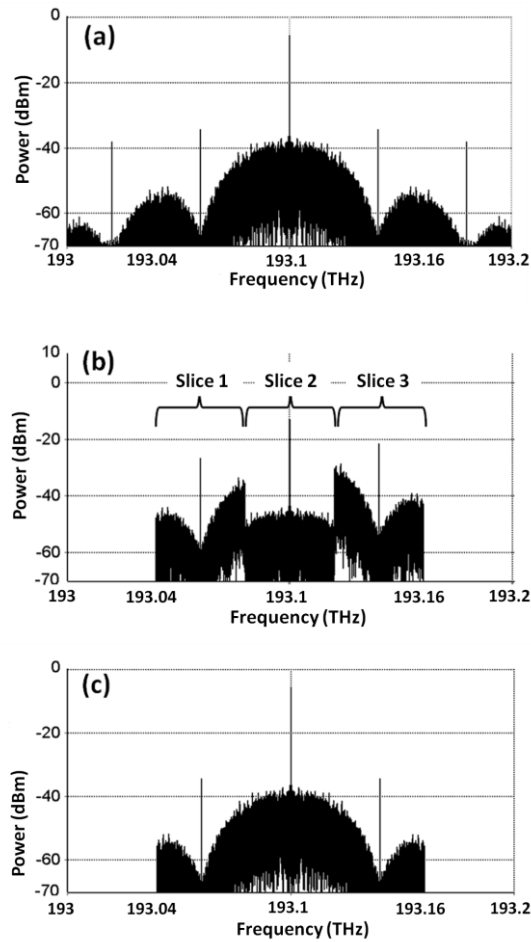 (a)
0
-20
-40
-60
-70
Power (dBm)
193 193.04 193.1 193.16 193.2
Frequency (THz)
(b)
10
0
-20
-40
-60
-70
Power (dBm)
Slice 1 Slice 2 Slice 3
193 193.04 193.1 193.16 193.2
Frequency (THz)
(c)
0
-20
-40
-60
-70
Power (dBm)
193 193.04 193.1 193.16 193.2
Frequency (THz)